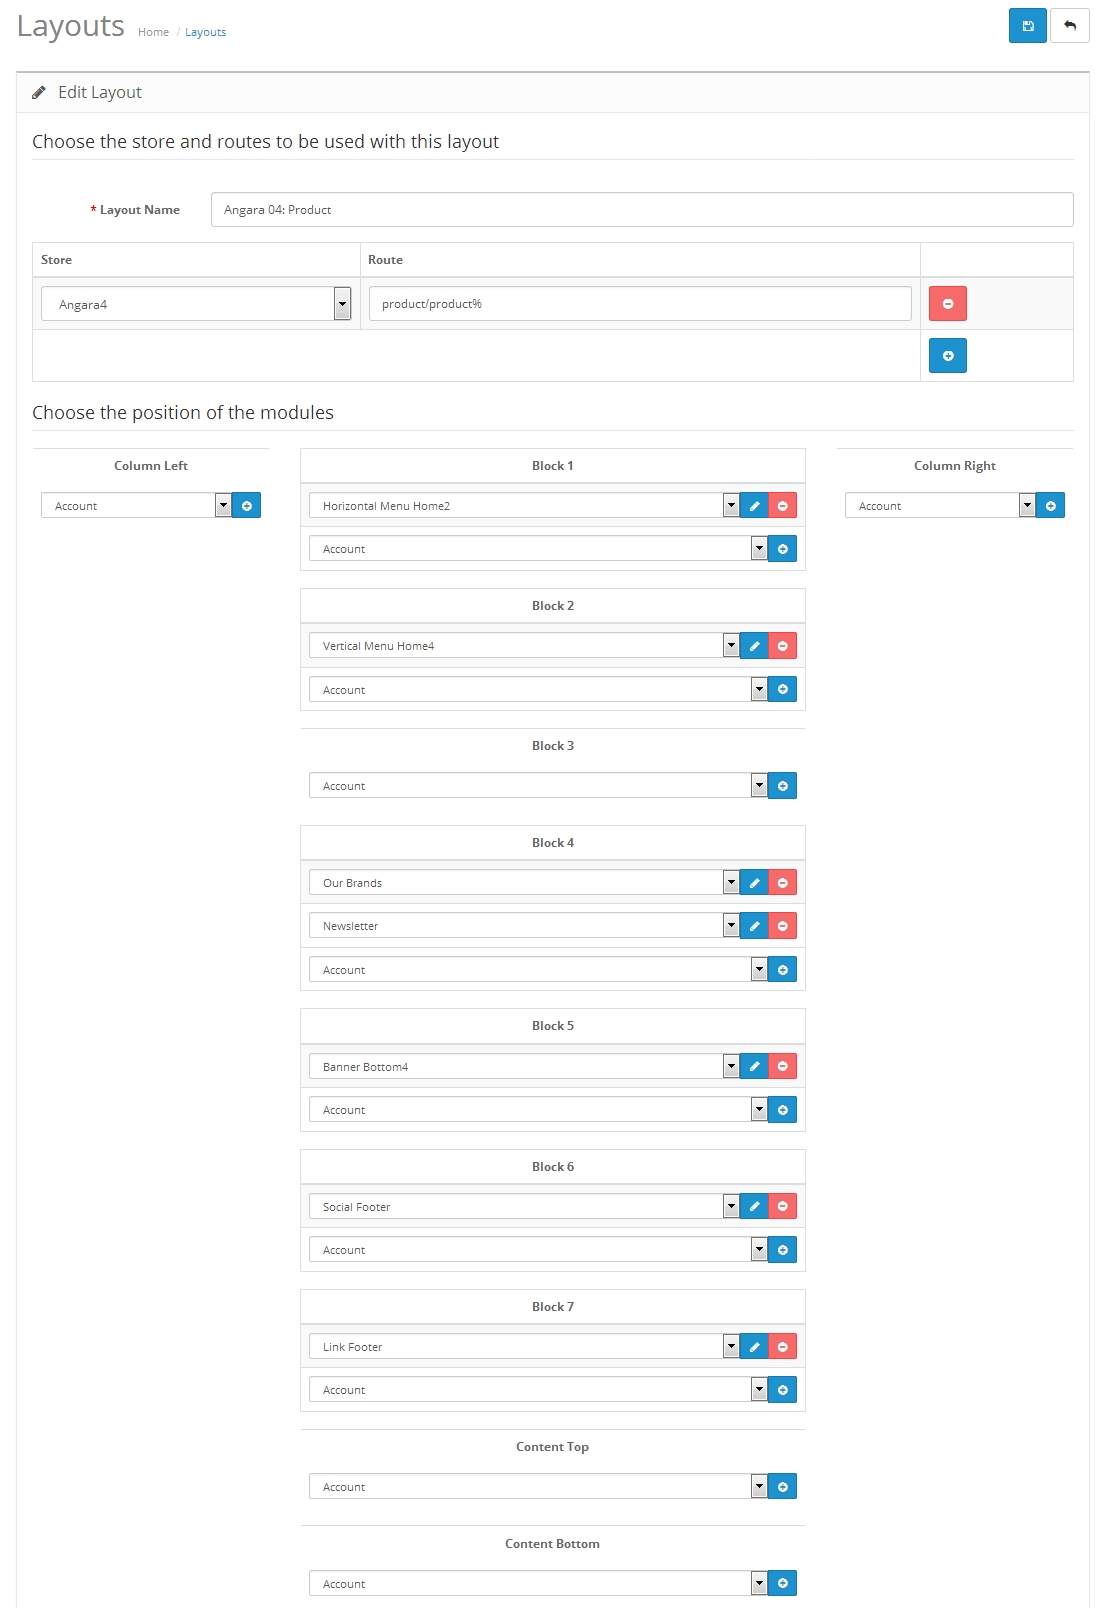 Layouts Home / Layouts
Edit Layout
Choose the store and routes to be used with this layout
* Layout Name Angara 04: Product
Store Route
Angara4 product/product%
Choose the position of the modules
Column Left
Account
Block 1
Horizontal Menu Home2
Account
Column Right
Account
Block 2
Vertical Menu Home4
Account
Block 3
Account
Block 4
Our Brands
Newsletter
Account
Block 5
Banner Bottom4
Account
Block 6
Social Footer
Account
Block 7
Link Footer
Account
Content Top
Account
Content Bottom
Account